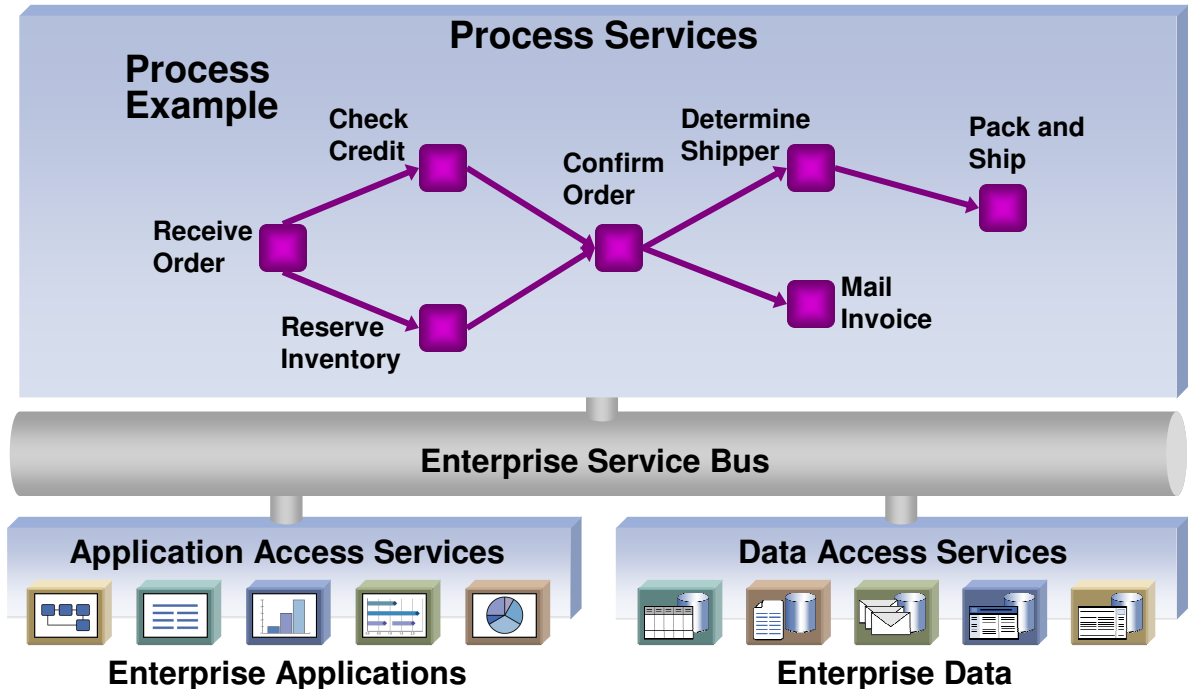 Process Services
Process
Example
Check
Credit
Determine
Shipper
Pack and
Ship
Confirm
Order
Receive
Order
Reserve
Inventory
Mail
Invoice
Enterprise Service Bus
Application Access Services
Data Access Services
Enterprise Applications
Enterprise Data